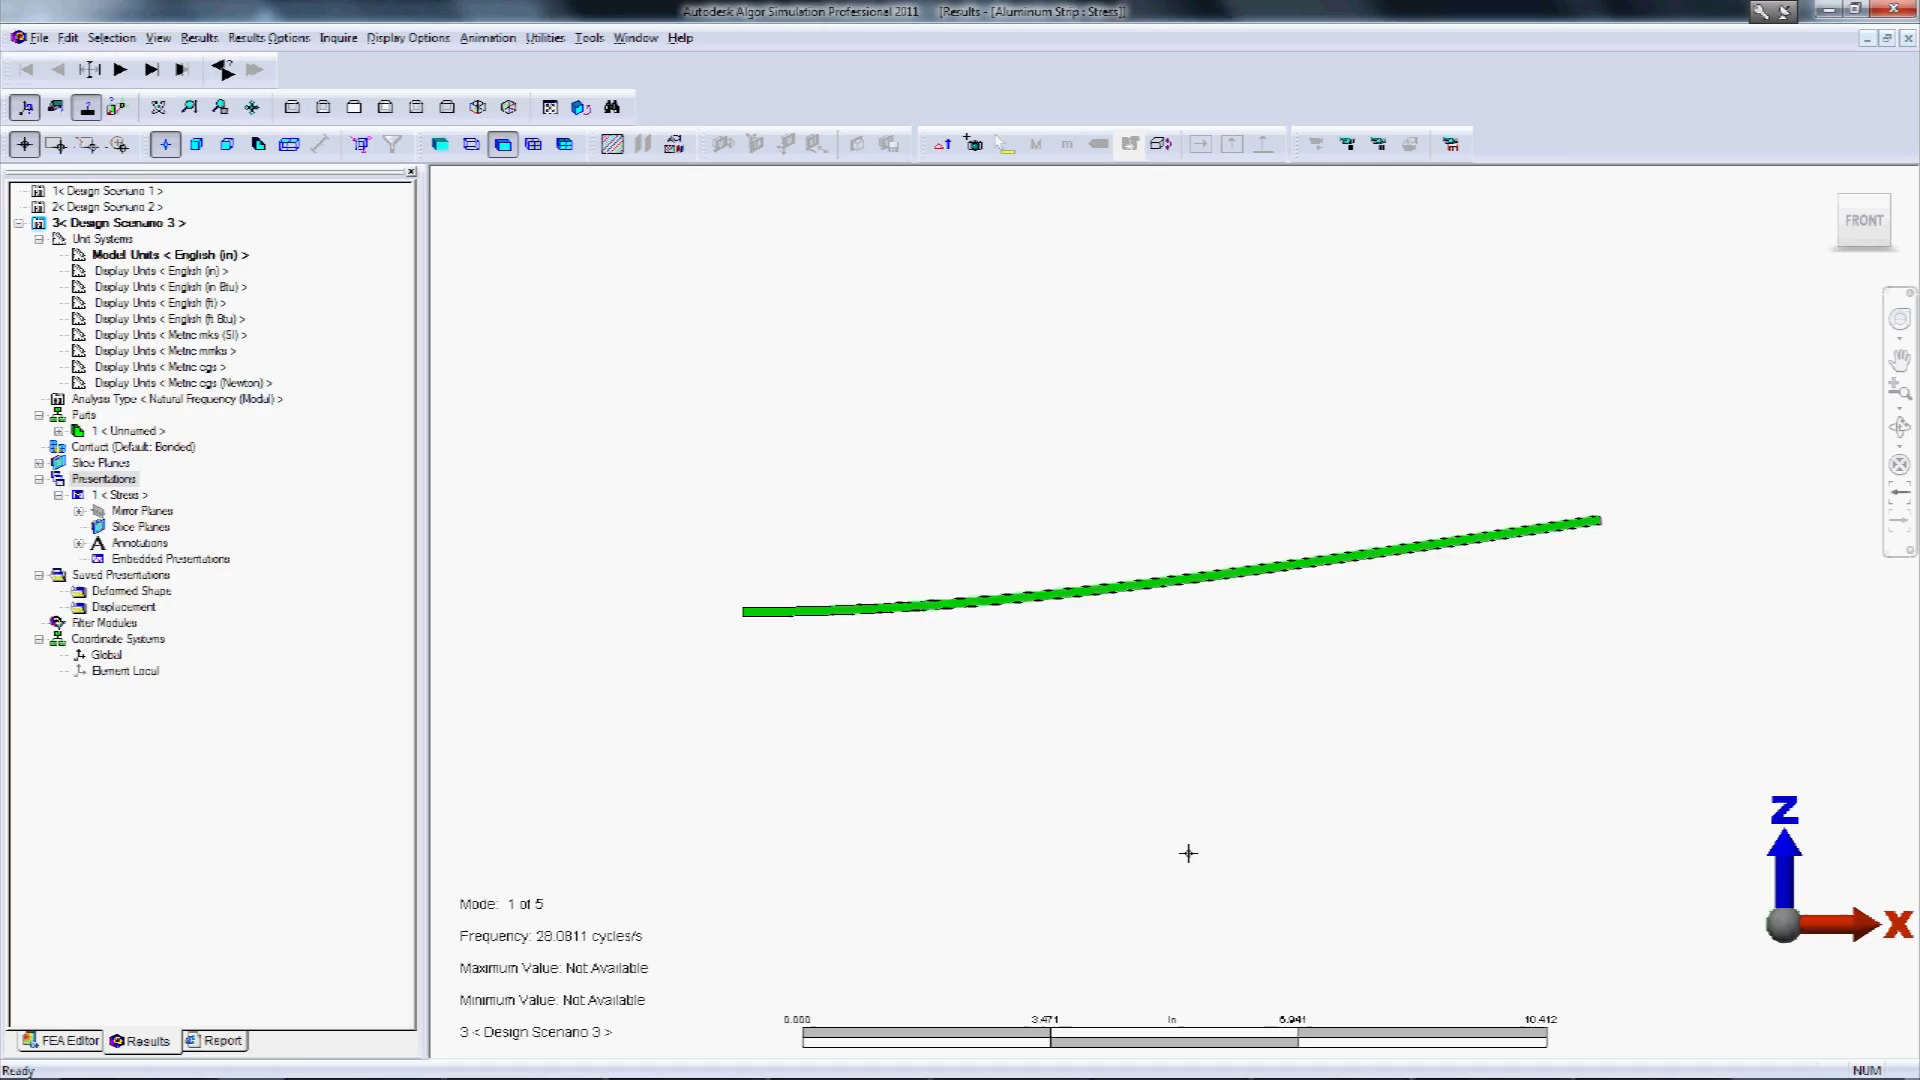 Autodesk Algor Simulation Professional 2011 [Results - [Aluminum Strip : Stress]]
File Edit Selection View Results Results Options Inquire Display Options Animation Utilities Tools Window Help
1< Design Scenario 1 >
2< Design Scenario 2 >
3< Design Scenario 3 >
Unit Systems
Model Units < English (in) >
Display Units < English (in) >
Display Units < English (in Btu) >
Display Units < English (ft) >
Display Units < English (ft Btu) >
Display Units < Metric mks (SI) >
Display Units < Metric mmks >
Display Units < Metric cgs >
Display Units < Metric cgs (Newton) >
Analysis Type < Natural Frequency (Modal) >
Parts
1 < Unnamed >
Contact (Default: Bonded)
Slice Planes
Presentations
1 < Stress >
Mirror Planes
Slice Planes
Annotations
Embedded Presentations
Saved Presentations
Deformed Shape
Displacement
Filter Modules
Coordinate Systems
Global
Element Local
FRONT
Z
X
Mode: 1 of 5
Frequency: 28.0811 cycles/s
Maximum Value: Not Available
Minimum Value: Not Available
3 < Design Scenario 3 >
0.000 3.471 in 6.941 10.412
FEA Editor Results Report
Ready NUM